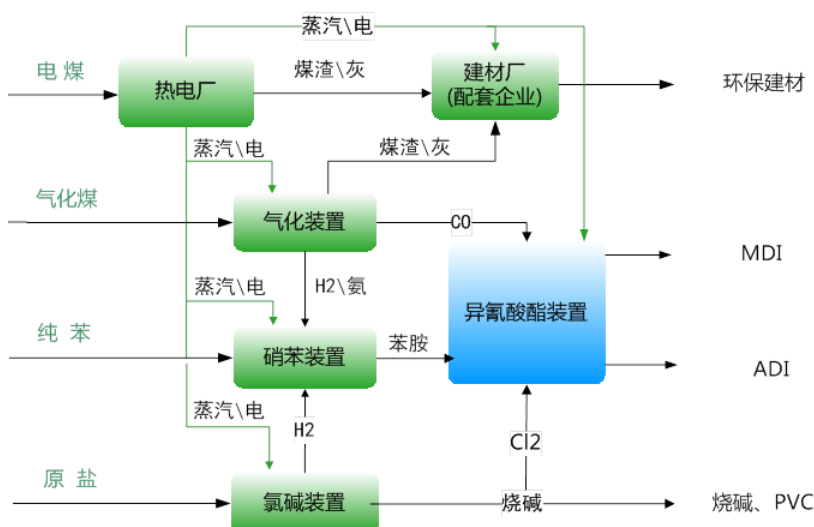 蒸汽\电
电煤
热电厂
煤渣\灰
建材厂
(配套企业)
环保建材
蒸汽\电
煤渣\灰
气化煤
气化装置
CO
MDI
蒸汽\电
H2\氨
异氰酸酯装置
纯 苯
硝苯装置
苯胺
ADI
蒸汽\电
H2
Cl2
原 盐
氯碱装置
烧碱
烧碱、PVC